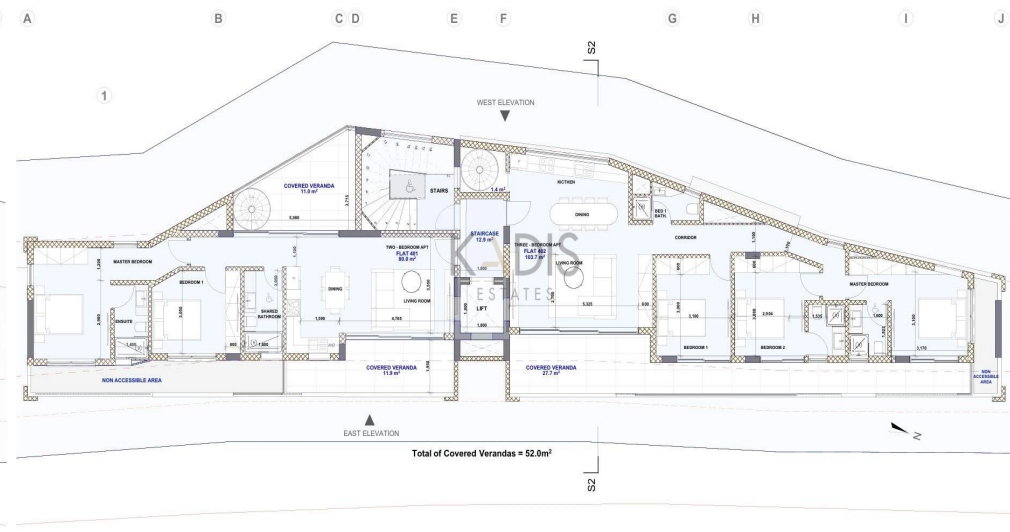 A
B
C
D
E
F
G
H
I
J
S2
1
WEST ELEVATION
COVERED VERANDA
11.0 m²
STAIRS
1.4 m²
KICTHEN
DINING
BED 1
BATH.
CORRIDOR
STAIRCASE
12.9 m²
TWO - BEDROOM APT
FLAT 401
80.9 m²
THREE - BEDROOM APT
FLAT 402
103.7 m²
KADIS
ESTATES
MASTER BEDROOM
BEDROOM 1
ENSUITE
SHARED
BATHROOM
DINING
LIVING ROOM
LIFT
LIVING ROOM
BEDROOM 1
BEDROOM 2
MASTER BEDROOM
NON ACCESSIBLE AREA
COVERED VERANDA
11.9 m²
COVERED VERANDA
27.7 m²
NON
ACCESSIBLE
AREA
EAST ELEVATION
N
Total of Covered Verandas = 52.0m²
S2